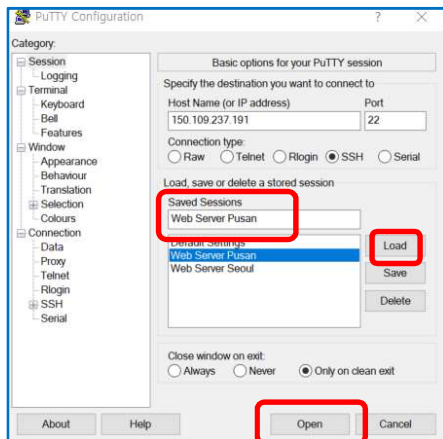 PuTTY Configuration ? ×
Category:
Session
Logging
Terminal
Keyboard
Bell
Features
Window
Appearance
Behaviour
Translation
Selection
Colours
Connection
Data
Proxy
Telnet
Rlogin
SSH
Serial
Basic options for your PuTTY session
Specify the destination you want to connect to
Host Name (or IP address) Port
150.109.237.191 22
Connection type:
Raw Telnet Rlogin SSH Serial
Load, save or delete a stored session
Saved Sessions
Web Server Pusan
Default Settings
Web Server Pusan
Web Server Seoul
Load
Save
Delete
Close window on exit:
Always Never Only on clean exit
About Help Open Cancel